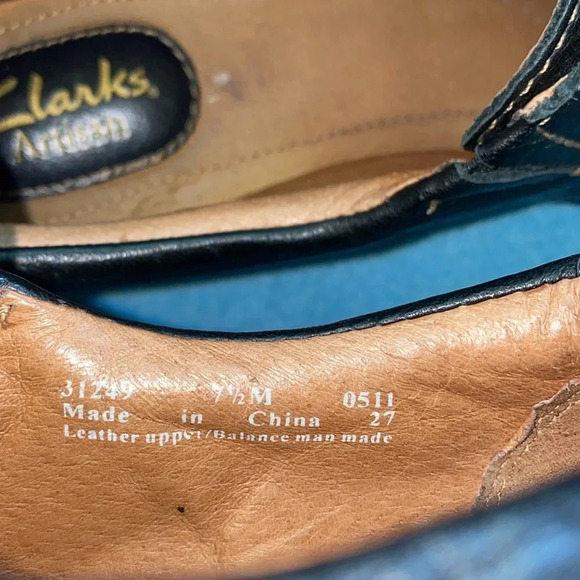 Clarks
Artisan
31249 7½M 0511
Made in China 27
Leather upper/Balance man made